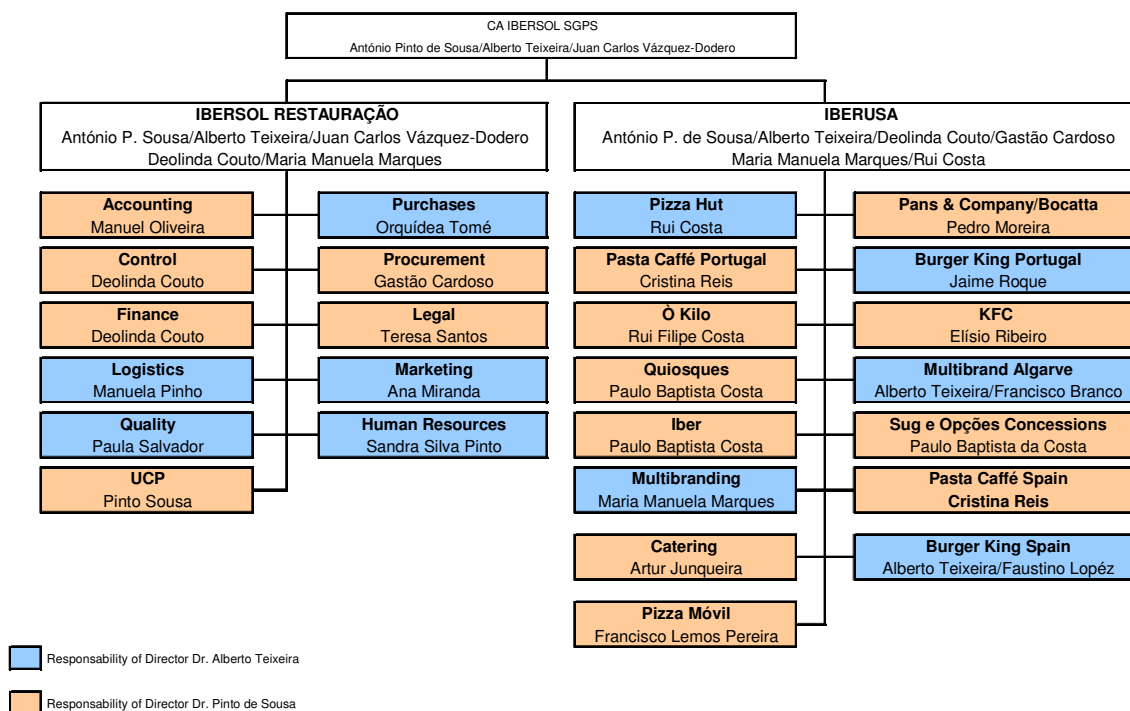 CA IBERSOL SGPS
António Pinto de Sousa/Alberto Teixeira/Juan Carlos Vázquez-Dodero
IBERSOL RESTAURAÇÃO
António P. Sousa/Alberto Teixeira/Juan Carlos Vázquez-Dodero
Deolinda Couto/Maria Manuela Marques
IBERUSA
António P. de Sousa/Alberto Teixeira/Deolinda Couto/Gastão Cardoso
Maria Manuela Marques/Rui Costa
Accounting
Manuel Oliveira
Purchases
Orquídea Tomé
Control
Deolinda Couto
Procurement
Gastão Cardoso
Finance
Deolinda Couto
Legal
Teresa Santos
Logistics
Manuela Pinho
Marketing
Ana Miranda
Quality
Paula Salvador
Human Resources
Sandra Silva Pinto
UCP
Pinto Sousa
Pizza Hut
Rui Costa
Pans & Company/Bocatta
Pedro Moreira
Pasta Caffé Portugal
Cristina Reis
Burger King Portugal
Jaime Roque
Ò Kilo
Rui Filipe Costa
KFC
Elísio Ribeiro
Quiosques
Paulo Baptista Costa
Multibrand Algarve
Alberto Teixeira/Francisco Branco
Iber
Paulo Baptista Costa
Sug e Opções Concessions
Paulo Baptista da Costa
Multibranding
Maria Manuela Marques
Pasta Caffé Spain
Cristina Reis
Catering
Artur Junqueira
Burger King Spain
Alberto Teixeira/Faustino Lopéz
Pizza Móvil
Francisco Lemos Pereira
Responsability of Director Dr. Alberto Teixeira
Responsability of Director Dr. Pinto de Sousa